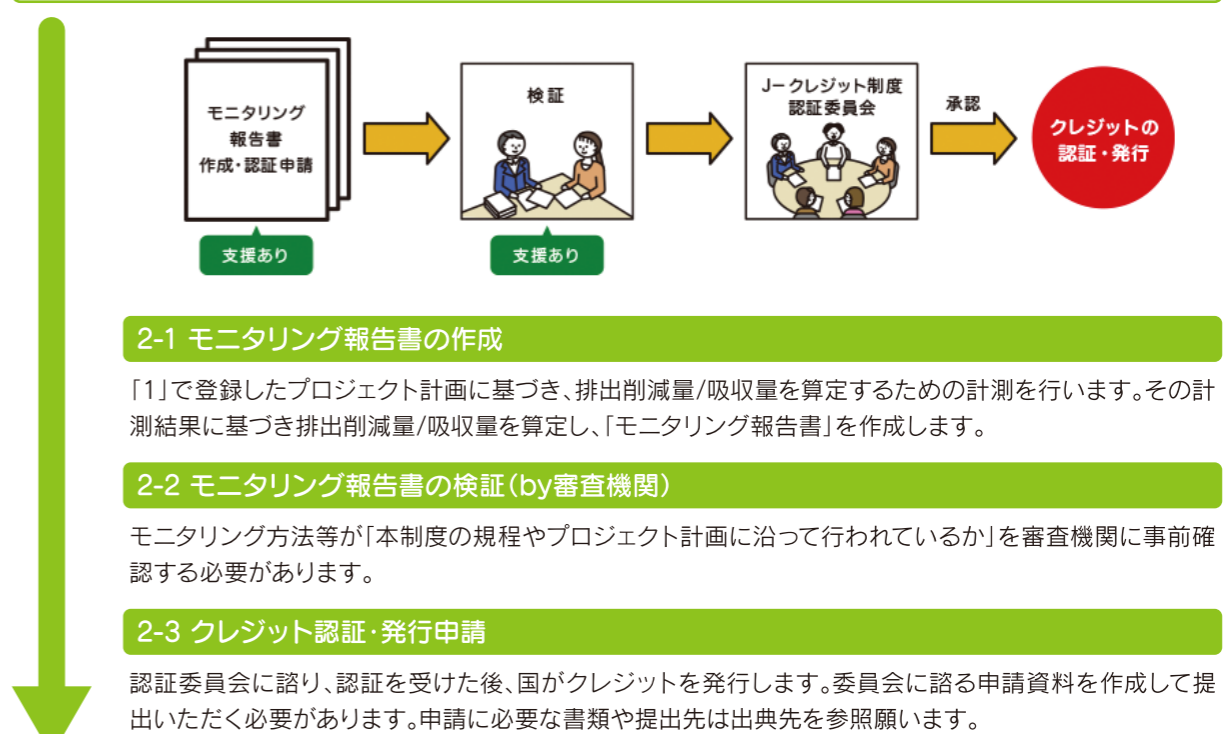 モニタリング
報告書
作成・認証申請
支援あり
検証
支援あり
J－クレジット制度
認証委員会
承認
クレジットの
認証・発行
2-1 モニタリング報告書の作成
「1」で登録したプロジェクト計画に基づき、排出削減量/吸収量を算定するための計測を行います。その計
測結果に基づき排出削減量/吸収量を算定し、「モニタリング報告書」を作成します。
2-2 モニタリング報告書の検証（by審査機関）
モニタリング方法等が「本制度の規程やプロジェクト計画に沿って行われているか」を審査機関に事前確
認する必要があります。
2-3 クレジット認証・発行申請
認証委員会に諮り、認証を受けた後、国がクレジットを発行します。委員会に諮る申請資料を作成して提
出いただく必要があります。申請に必要な書類や提出先は出典先を参照願います。